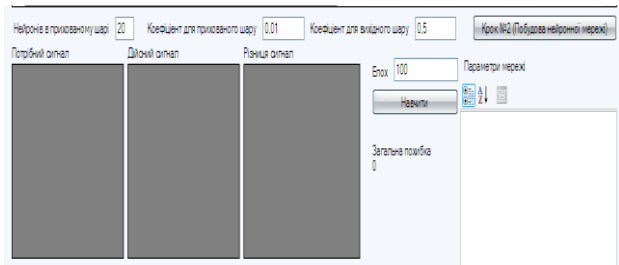 Нейронів в прихованому шарі 20 Коефіцієнт для прихованого шару 0,01 Коефіцієнт для вихідного шару 0,5 Крок №2 (Побудова нейронної мережі)
Потрібний сигнал Дійсний сигнал Різниця сигнал
Епох 100 Параметри мережі
Навчити
Загальна похибка
0